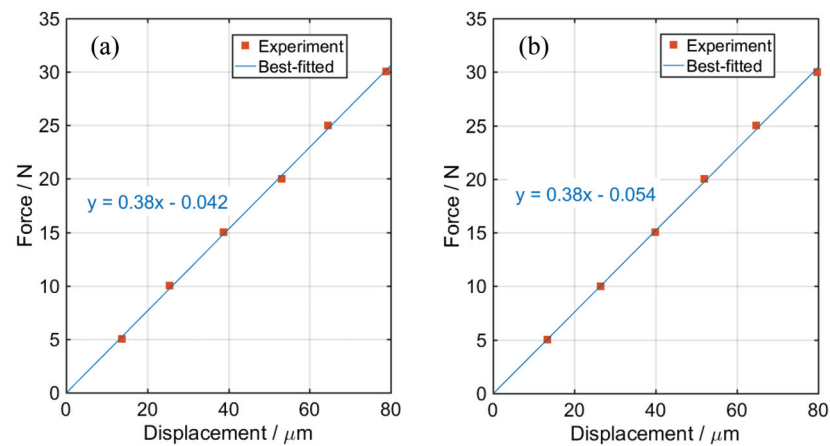 (a)
Experiment
Best-fitted
y = 0.38x - 0.042
Force / N
35
30
25
20
15
10
5
0
0 20 40 60 80
Displacement / μm
(b)
Experiment
Best-fitted
y = 0.38x - 0.054
Force / N
35
30
25
20
15
10
5
0
0 20 40 60 80
Displacement / μm